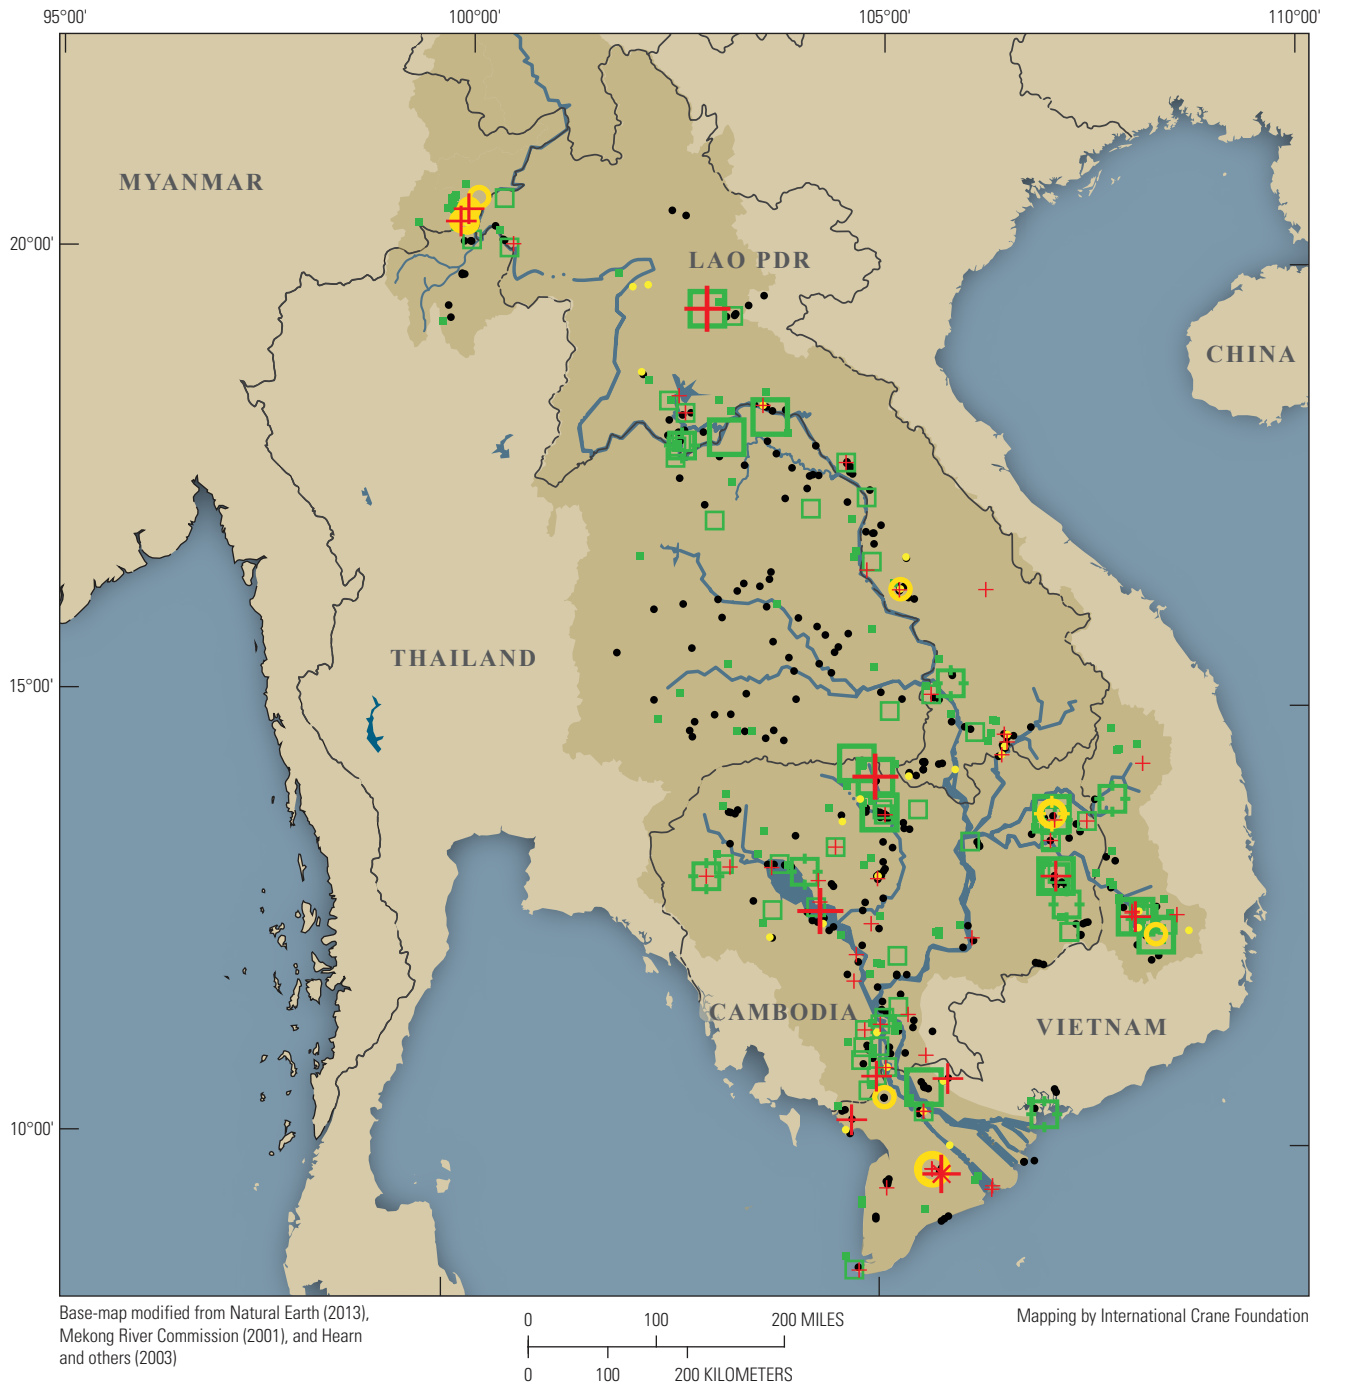 95°00' 100°00' 105°00' 110°00'
MYANMAR
20°00'
LAO PDR
CHINA
THAILAND
15°00'
CAMBODIA
VIETNAM
10°00'
Base-map modified from Natural Earth (2013),
Mekong River Commission (2001), and Hearn
and others (2003)
0 100 200 MILES
0 100 200 KILOMETERS
Mapping by International Crane Foundation